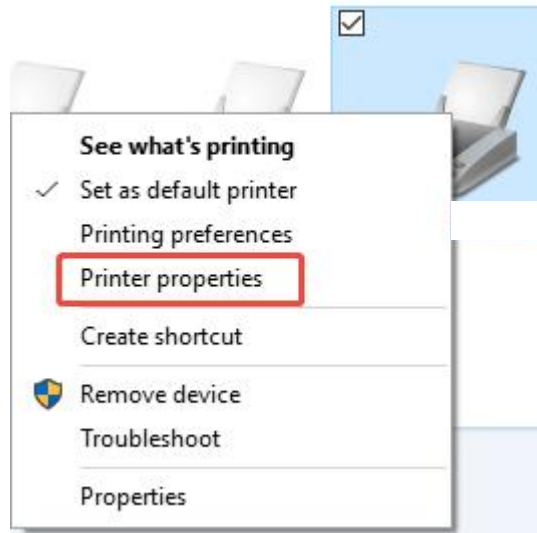 See what's printing
Set as default printer
Printing preferences
Printer properties
Create shortcut
Remove device
Troubleshoot
Properties